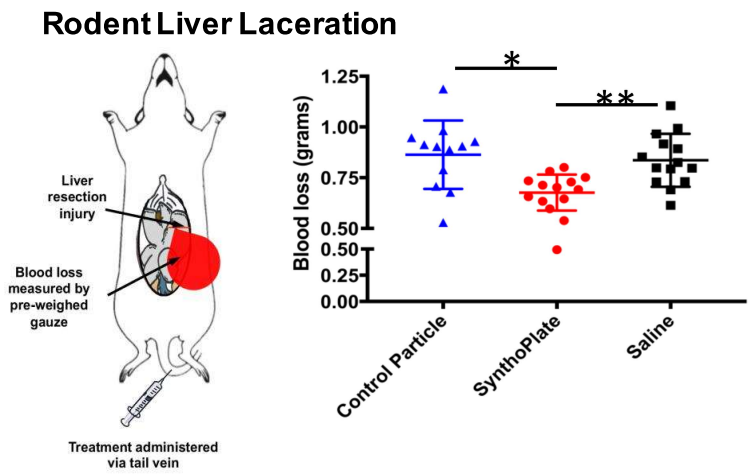 Rodent Liver Laceration
Liver
resection
injury
Blood loss
measured by
pre-weighed
gauze
Treatment administered
via tail vein
Blood loss (grams)
1.25
1.00
0.75
0.50
0.50
0.25
0.00
*
**
Control Particle
SynthoPlate
Saline